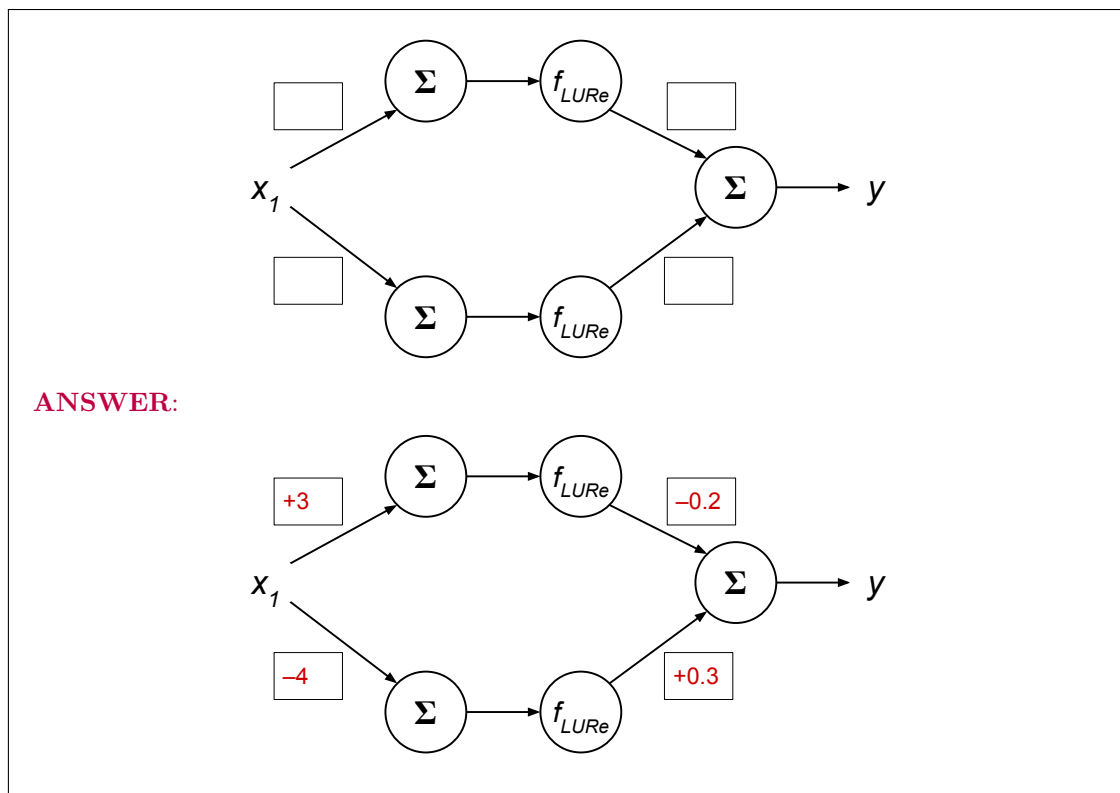 Σ f_LURe
x_1 Σ y
Σ f_LURe
ANSWER:
+3 Σ f_LURe –0.2
x_1 Σ y
–4 Σ f_LURe +0.3